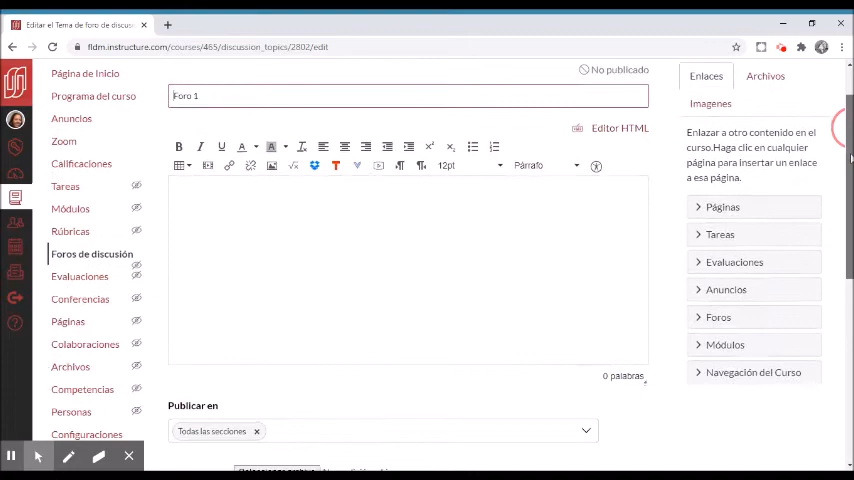 Editar el Tema de foro de discus
fldm.instructure.com/courses/465/discussion_topics/2802/edit
Página de Inicio
Programa del curso
Anuncios
Zoom
Calificaciones
Tareas
Módulos
Rúbricas
Foros de discusión
Evaluaciones
Conferencias
Páginas
Colaboraciones
Archivos
Competencias
Personas
Configuraciones
No publicado
Foro 1
Editor HTML
12pt
Párrafo
0 palabras
Publicar en
Todas las secciones
Enlaces
Archivos
Imagenes
Enlazar a otro contenido en el
curso.Haga clic en cualquier
página para insertar un enlace
a esa página.
Páginas
Tareas
Evaluaciones
Anuncios
Foros
Módulos
Navegación del Curso